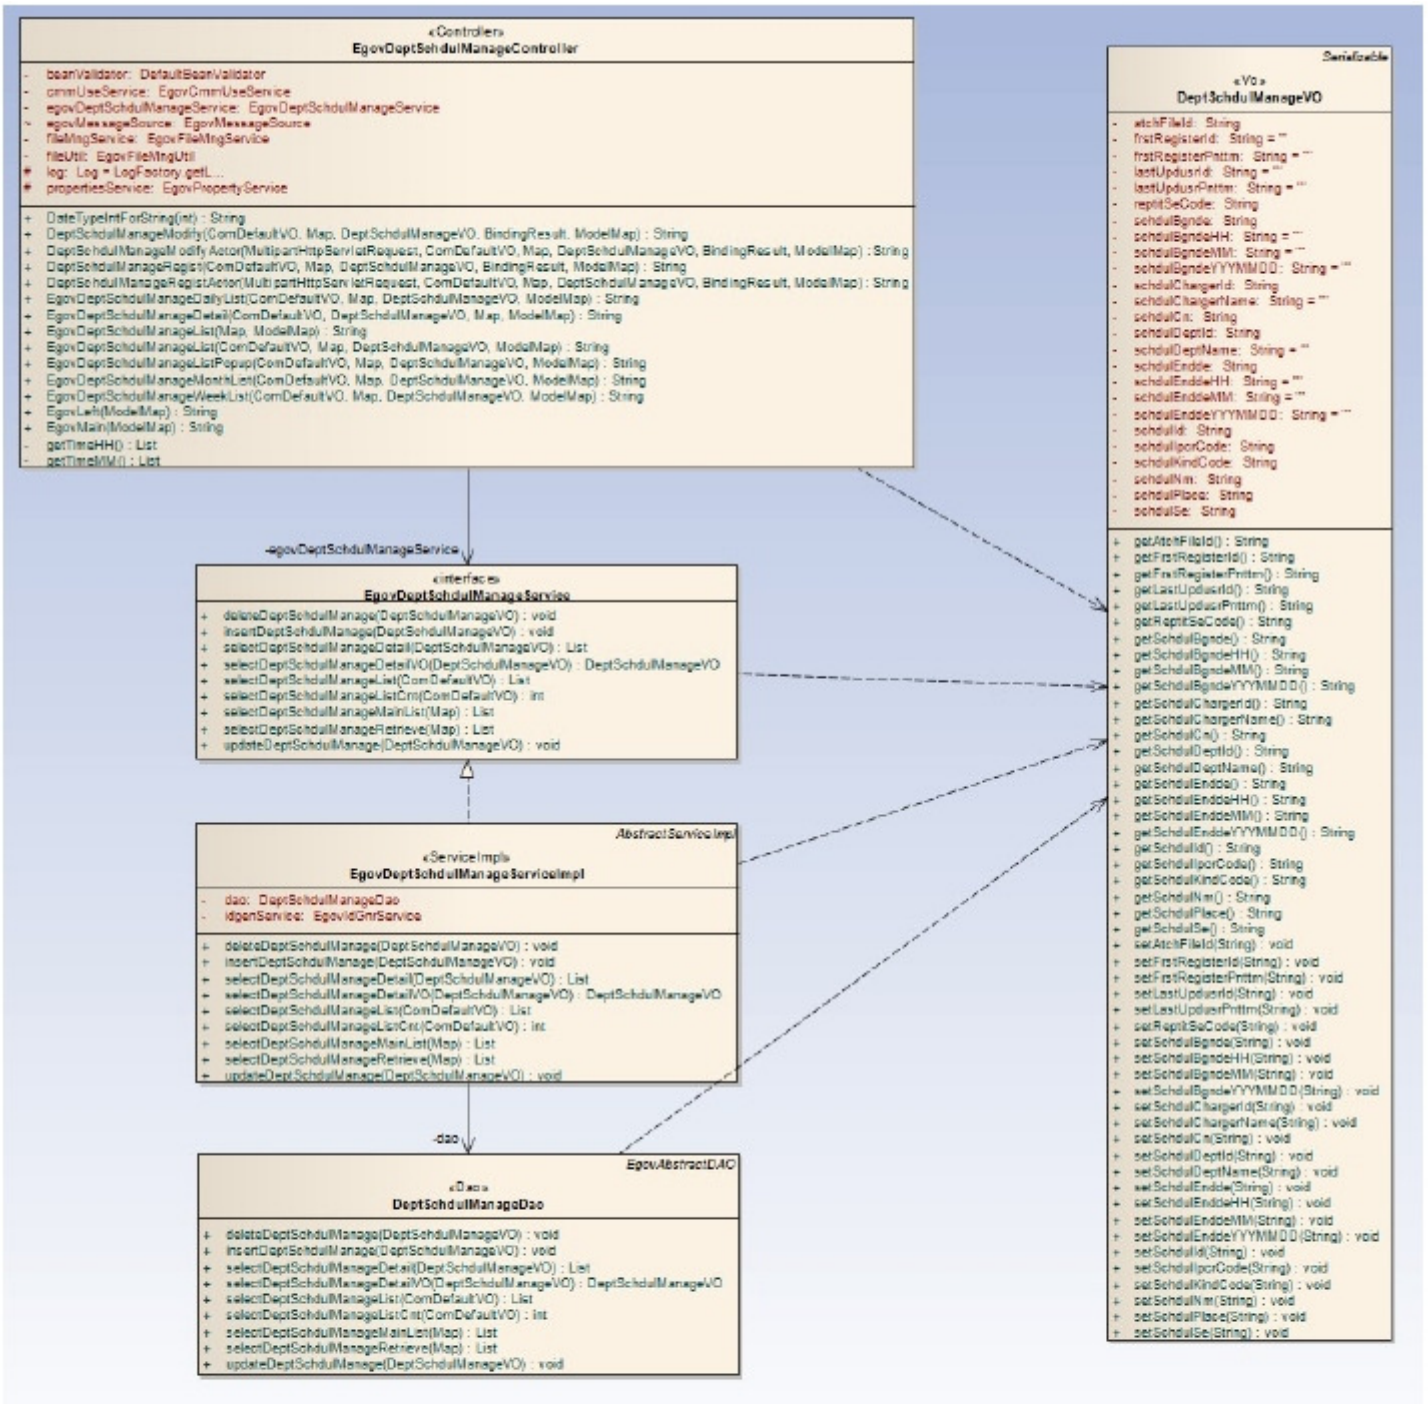 «Controller»
EgovDeptSchdulManageController
- beanValidator: DefaultBeanValidator
- cmmUseService: EgovCmmUseService
- egovDeptSchdulManageService: EgovDeptSchdulManageService
~ egovMessageSource: EgovMessageSource
- fileMngService: EgovFileMngService
- fileUtil: EgovFileMngUtil
# log: Log = LogFactory.getL...
# propertiesService: EgovPropertyService
+ DateTypeIntForString(int) : String
+ DeptSchdulManageModify(ComDefaultVO, Map, DeptSchdulManageVO, BindingResult, ModelMap) : String
+ DeptSchdulManageModifyActor(MultipartHttpServletRequest, ComDefaultVO, Map, DeptSchdulManageVO, BindingResult, ModelMap) : String
+ DeptSchdulManageRegist(ComDefaultVO, Map, DeptSchdulManageVO, BindingResult, ModelMap) : String
+ DeptSchdulManageRegistActor(MultipartHttpServletRequest, ComDefaultVO, Map, DeptSchdulManageVO, BindingResult, ModelMap) : String
+ EgovDeptSchdulManageDailyList(ComDefaultVO, Map, DeptSchdulManageVO, ModelMap) : String
+ EgovDeptSchdulManageDetail(ComDefaultVO, DeptSchdulManageVO, Map, ModelMap) : String
+ EgovDeptSchdulManageList(Map, ModelMap) : String
+ EgovDeptSchdulManageList(ComDefaultVO, Map, DeptSchdulManageVO, ModelMap) : String
+ EgovDeptSchdulManageListPopup(ComDefaultVO, Map, DeptSchdulManageVO, ModelMap) : String
+ EgovDeptSchdulManageMonthList(ComDefaultVO, Map, DeptSchdulManageVO, ModelMap) : String
+ EgovDeptSchdulManageWeekList(ComDefaultVO, Map, DeptSchdulManageVO, ModelMap) : String
+ EgovLeft(ModelMap) : String
+ EgovMain(ModelMap) : String
- getTimeHH() : List
- getTimeMM() : List
-egovDeptSchdulManageService
«interface»
EgovDeptSchdulManageService
+ deleteDeptSchdulManage(DeptSchdulManageVO) : void
+ insertDeptSchdulManage(DeptSchdulManageVO) : void
+ selectDeptSchdulManageDetail(DeptSchdulManageVO) : List
+ selectDeptSchdulManageDetailVO(DeptSchdulManageVO) : DeptSchdulManageVO
+ selectDeptSchdulManageList(ComDefaultVO) : List
+ selectDeptSchdulManageListCnt(ComDefaultVO) : int
+ selectDeptSchdulManageMainList(Map) : List
+ selectDeptSchdulManageRetrieve(Map) : List
+ updateDeptSchdulManage(DeptSchdulManageVO) : void
AbstractServiceImpl
«ServiceImpl»
EgovDeptSchdulManageServiceImpl
- dao: DeptSchdulManageDao
- idgenService: EgovIdGnrService
+ deleteDeptSchdulManage(DeptSchdulManageVO) : void
+ insertDeptSchdulManage(DeptSchdulManageVO) : void
+ selectDeptSchdulManageDetail(DeptSchdulManageVO) : List
+ selectDeptSchdulManageDetailVO(DeptSchdulManageVO) : DeptSchdulManageVO
+ selectDeptSchdulManageList(ComDefaultVO) : List
+ selectDeptSchdulManageListCnt(ComDefaultVO) : int
+ selectDeptSchdulManageMainList(Map) : List
+ selectDeptSchdulManageRetrieve(Map) : List
+ updateDeptSchdulManage(DeptSchdulManageVO) : void
-dao
EgovAbstractDAO
«Dao»
DeptSchdulManageDao
+ deleteDeptSchdulManage(DeptSchdulManageVO) : void
+ insertDeptSchdulManage(DeptSchdulManageVO) : void
+ selectDeptSchdulManageDetail(DeptSchdulManageVO) : List
+ selectDeptSchdulManageDetailVO(DeptSchdulManageVO) : DeptSchdulManageVO
+ selectDeptSchdulManageList(ComDefaultVO) : List
+ selectDeptSchdulManageListCnt(ComDefaultVO) : int
+ selectDeptSchdulManageMainList(Map) : List
+ selectDeptSchdulManageRetrieve(Map) : List
+ updateDeptSchdulManage(DeptSchdulManageVO) : void
Serializable
«VO»
DeptSchdulManageVO
- atchFileId: String
- frstRegisterId: String = ""
- frstRegisterPnttm: String = ""
- lastUpdusrId: String = ""
- lastUpdusrPnttm: String = ""
- reptitSeCode: String
- schdulBgnde: String
- schdulBgndeHH: String = ""
- schdulBgndeMM: String = ""
- schdulBgndeYYYMMDD: String = ""
- schdulChargerId: String
- schdulChargerName: String = ""
- schdulCn: String
- schdulDeptId: String
- schdulDeptName: String = ""
- schdulEndde: String
- schdulEnddeHH: String = ""
- schdulEnddeMM: String = ""
- schdulEnddeYYYMMDD: String = ""
- schdulId: String
- schdulIpcrCode: String
- schdulKindCode: String
- schdulNm: String
- schdulPlace: String
- schdulSe: String
+ getAtchFileId() : String
+ getFrstRegisterId() : String
+ getFrstRegisterPnttm() : String
+ getLastUpdusrId() : String
+ getLastUpdusrPnttm() : String
+ getReptitSeCode() : String
+ getSchdulBgnde() : String
+ getSchdulBgndeHH() : String
+ getSchdulBgndeMM() : String
+ getSchdulBgndeYYYMMDD() : String
+ getSchdulChargerId() : String
+ getSchdulChargerName() : String
+ getSchdulCn() : String
+ getSchdulDeptId() : String
+ getSchdulDeptName() : String
+ getSchdulEndde() : String
+ getSchdulEnddeHH() : String
+ getSchdulEnddeMM() : String
+ getSchdulEnddeYYYMMDD() : String
+ getSchdulId() : String
+ getSchdulIpcrCode() : String
+ getSchdulKindCode() : String
+ getSchdulNm() : String
+ getSchdulPlace() : String
+ getSchdulSe() : String
+ setAtchFileId(String) : void
+ setFrstRegisterId(String) : void
+ setFrstRegisterPnttm(String) : void
+ setLastUpdusrId(String) : void
+ setLastUpdusrPnttm(String) : void
+ setReptitSeCode(String) : void
+ setSchdulBgnde(String) : void
+ setSchdulBgndeHH(String) : void
+ setSchdulBgndeMM(String) : void
+ setSchdulBgndeYYYMMDD(String) : void
+ setSchdulChargerId(String) : void
+ setSchdulChargerName(String) : void
+ setSchdulCn(String) : void
+ setSchdulDeptId(String) : void
+ setSchdulDeptName(String) : void
+ setSchdulEndde(String) : void
+ setSchdulEnddeHH(String) : void
+ setSchdulEnddeMM(String) : void
+ setSchdulEnddeYYYMMDD(String) : void
+ setSchdulId(String) : void
+ setSchdulIpcrCode(String) : void
+ setSchdulKindCode(String) : void
+ setSchdulNm(String) : void
+ setSchdulPlace(String) : void
+ setSchdulSe(String) : void